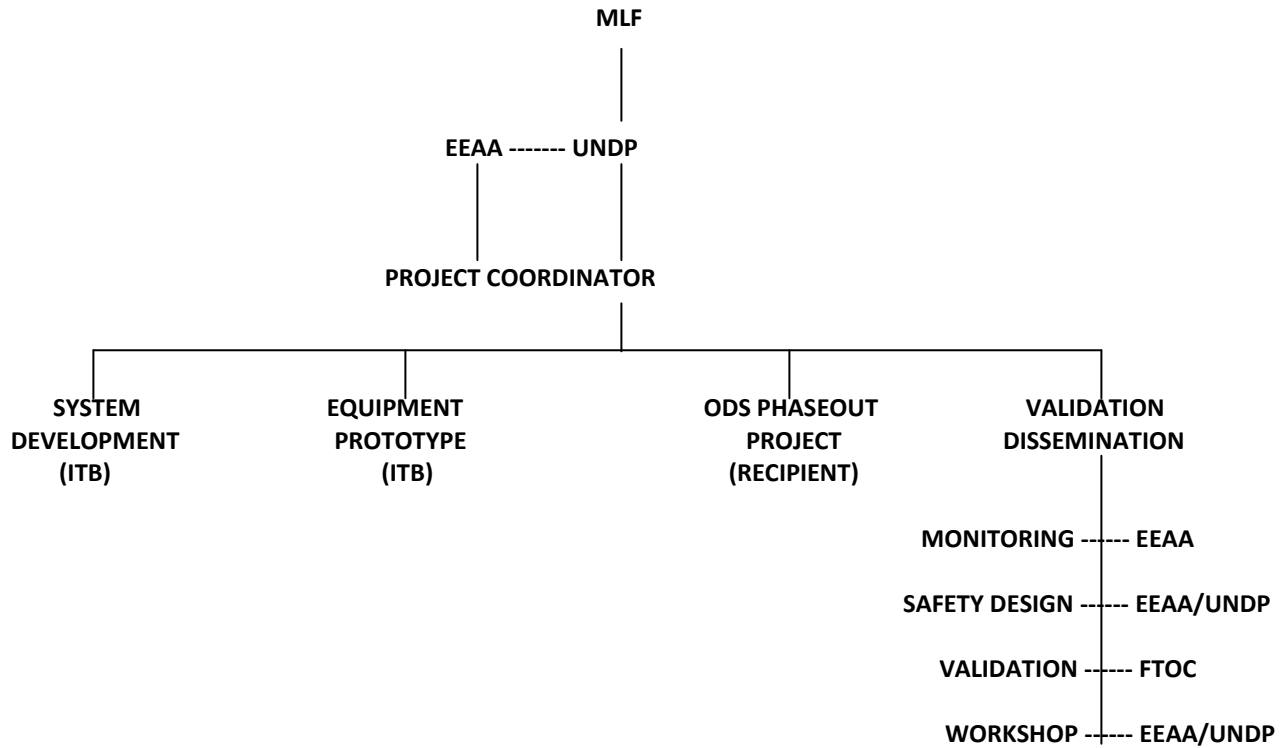 MLF
EEAA ------- UNDP
PROJECT COORDINATOR
SYSTEM
DEVELOPMENT
(ITB)
EQUIPMENT
PROTOTYPE
(ITB)
ODS PHASEOUT
PROJECT
(RECIPIENT)
VALIDATION
DISSEMINATION
MONITORING ------ EEAA
SAFETY DESIGN ------ EEAA/UNDP
VALIDATION ------ FTOC
WORKSHOP ------ EEAA/UNDP